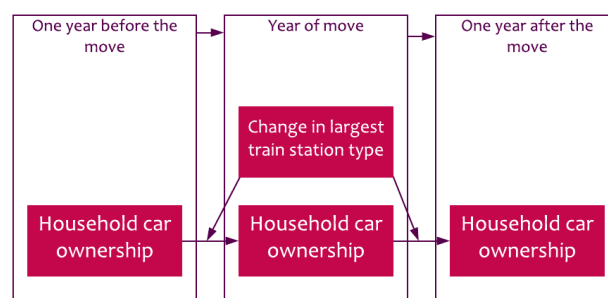 One year before the
move
Year of move
One year after the
move
Change in largest
train station type
Household car
ownership
Household car
ownership
Household car
ownership